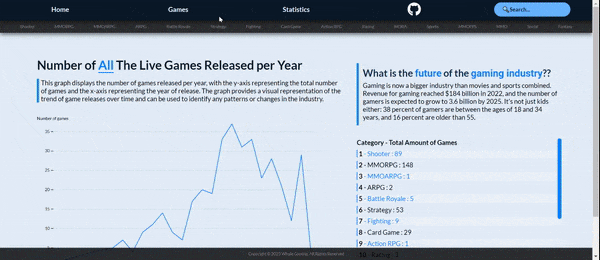 Home Games Statistics Search...
Shooter MMORPG MMOARPG ARPG Battle Royale Strategy Fighting Card Game Action RPG Racing MOBA Sports MMORTS MMO Social Fantasy
Number of All The Live Games Released per Year
This graph displays the number of games released per year, with the y-axis representing the total
number of games and the x-axis representing the year of release. The graph provides a visual representation of the
trend of game releases over time and can be used to identify any patterns or changes in the industry.
Number of games
35
30
25
20
15
10
5
What is the future of the gaming industry??
Gaming is now a bigger industry than movies and sports combined.
Revenue for gaming reached $184 billion in 2022, and the number of
gamers is expected to grow to 3.6 billion by 2025. It's not just kids
either: 38 percent of gamers are between the ages of 18 and 34
years, and 16 percent are older than 55.
Category - Total Amount of Games
1 - Shooter : 89
2 - MMORPG : 148
3 - MMOARPG : 1
4 - ARPG : 2
5 - Battle Royale : 5
6 - Strategy : 53
7 - Fighting : 9
8 - Card Game : 29
9 - Action RPG : 1
10 - Racing : 3